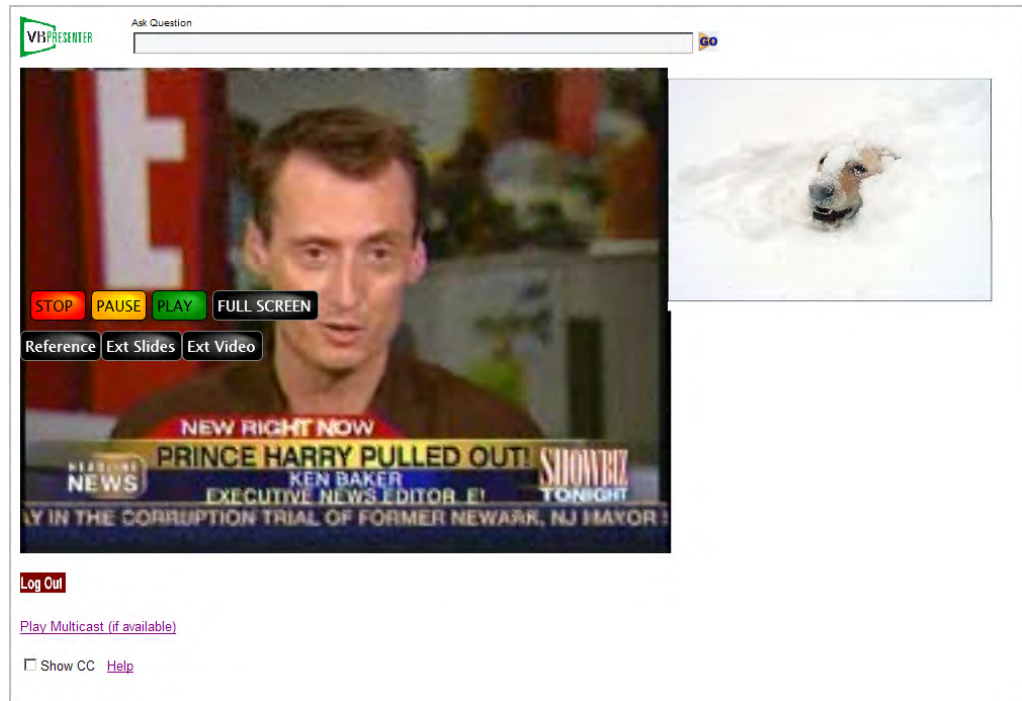 VBPRESENTER
Ask Question
GO
E
STOP PAUSE PLAY FULL SCREEN
Reference Ext Slides Ext Video
NEW RIGHT NOW
PRINCE HARRY PULLED OUT!
HEADLINE NEWS
KEN BAKER
EXECUTIVE NEWS EDITOR E!
SHOWBIZ TONIGHT
Y IN THE CORRUPTION TRIAL OF FORMER NEWARK, NJ MAYOR
Log Out
Play Multicast (if available)
Show CC Help